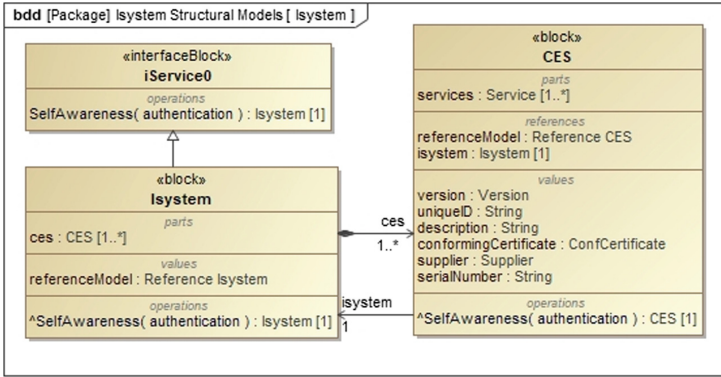 bdd [Package] Isystem Structural Models [ Isystem ]
«interfaceBlock»
iService0
operations
SelfAwareness( authentication ) : Isystem [1]
«block»
Isystem
parts
ces : CES [1..*]
values
referenceModel : Reference Isystem
operations
^SelfAwareness( authentication ) : Isystem [1]
ces
1..*
isystem
1
«block»
CES
parts
services : Service [1..*]
references
referenceModel : Reference CES
isystem : Isystem [1]
values
version : Version
uniqueID : String
description : String
conformingCertificate : ConfCertificate
supplier : Supplier
serialNumber : String
operations
^SelfAwareness( authentication ) : CES [1]